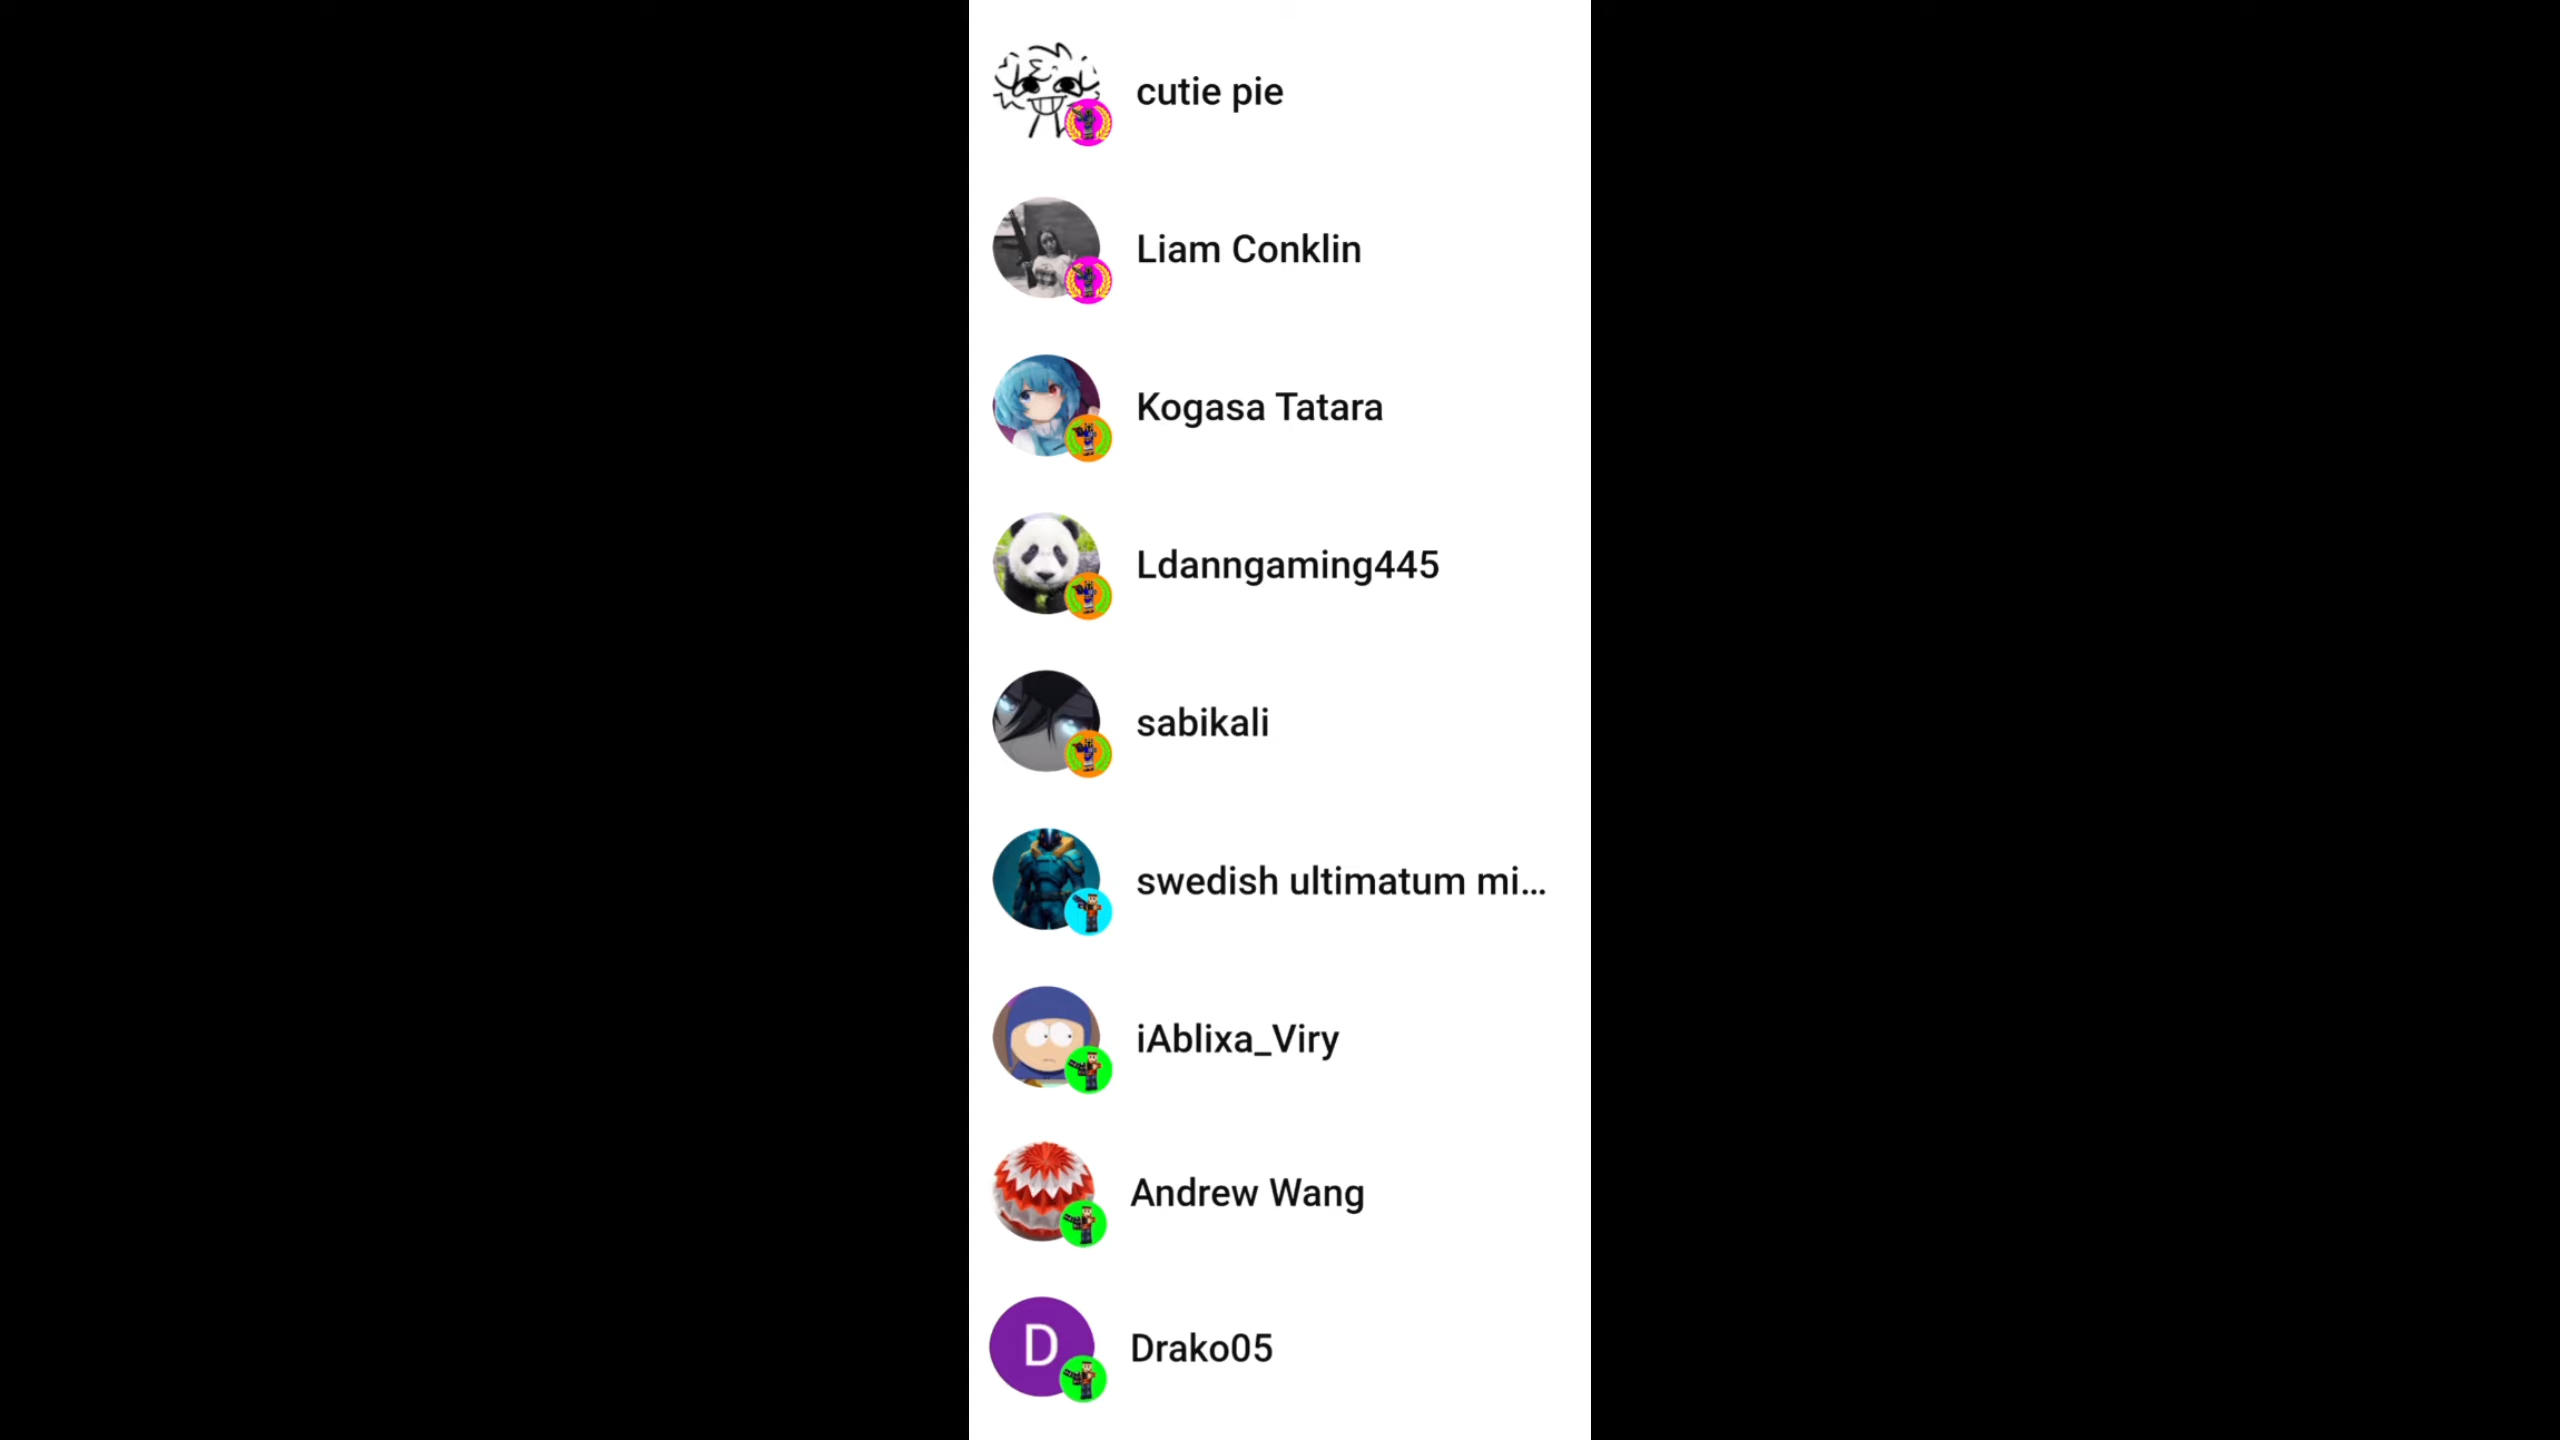 cutie pie
Liam Conklin
Kogasa Tatara
Ldanngaming445
sabikali
swedish ultimatum mi...
iAblixa_Viry
Andrew Wang
D
Drako05